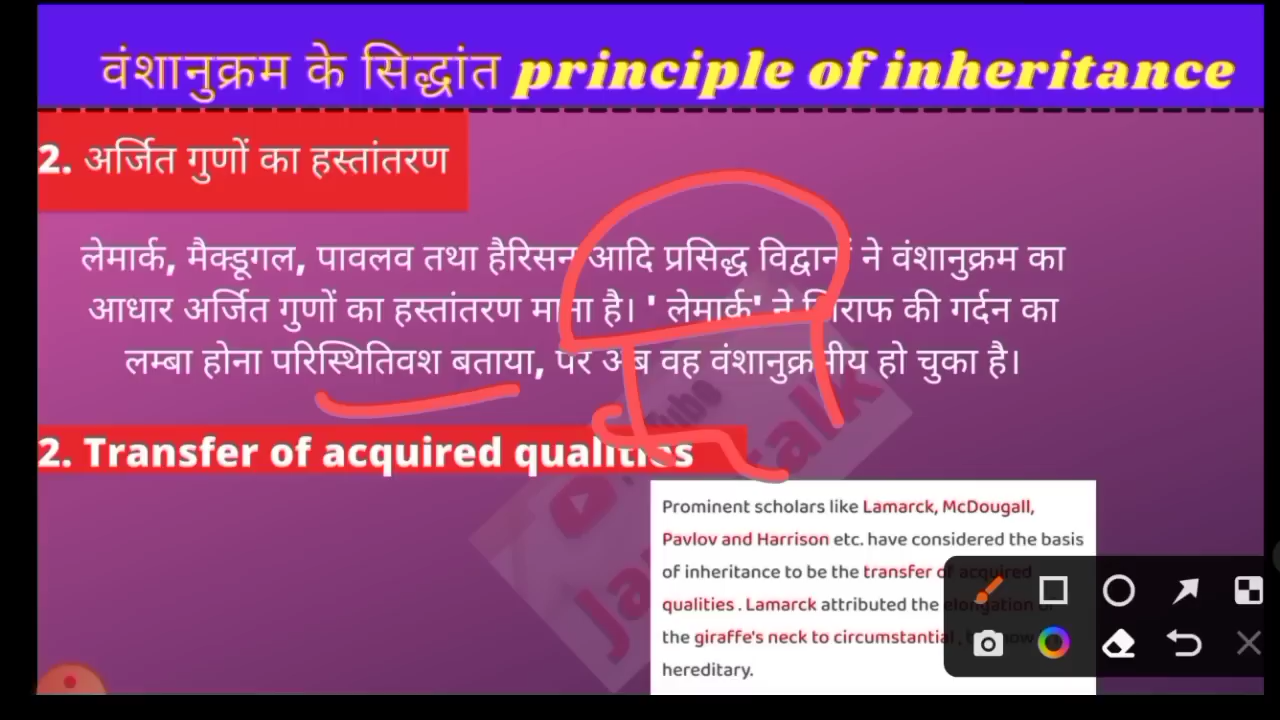 वंशानुक्रम के सिद्धांत principle of inheritance
2. अर्जित गुणों का हस्तांतरण
लेमार्क, मैक्डूगल, पावलव तथा हैरिसन आदि प्रसिद्ध विद्वानों ने वंशानुक्रम का
आधार अर्जित गुणों का हस्तांतरण माना है। ' लेमार्क' ने जिराफ की गर्दन का
लम्बा होना परिस्थितिवश बताया, पर अब वह वंशानुक्रमीय हो चुका है।
2. Transfer of acquired qualities
Prominent scholars like Lamarck, McDougall,
Pavlov and Harrison etc. have considered the basis
of inheritance to be the transfer of acquired
qualities . Lamarck attributed the elongation of
the giraffe's neck to circumstantial , now
hereditary.